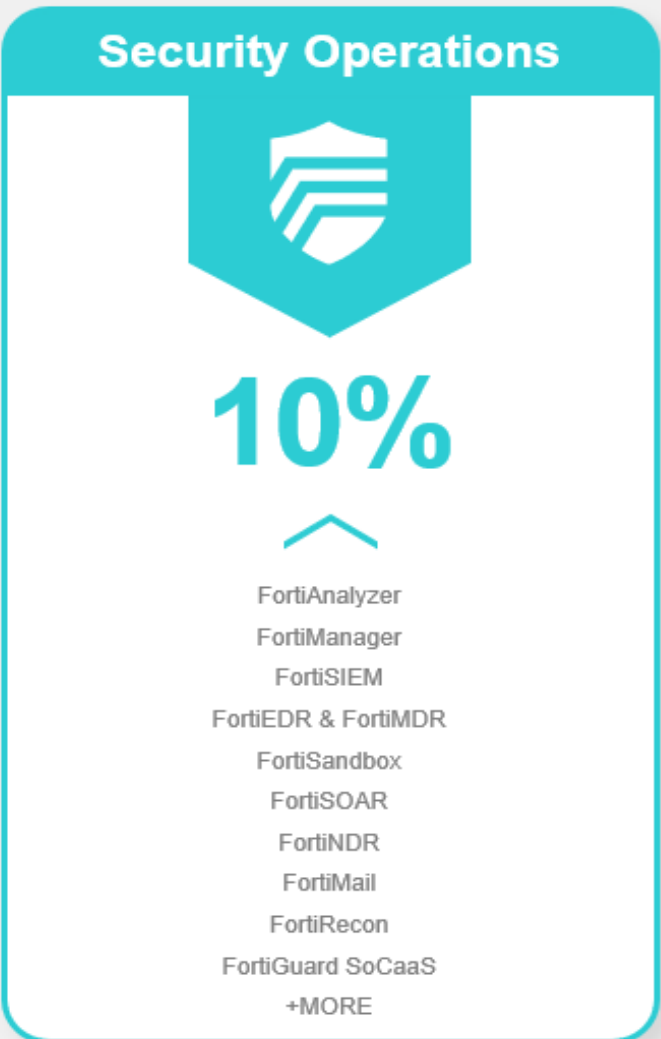 Security Operations
10%
FortiAnalyzer
FortiManager
FortiSIEM
FortiEDR & FortiMDR
FortiSandbox
FortiSOAR
FortiNDR
FortiMail
FortiRecon
FortiGuard SoCaaS
+MORE